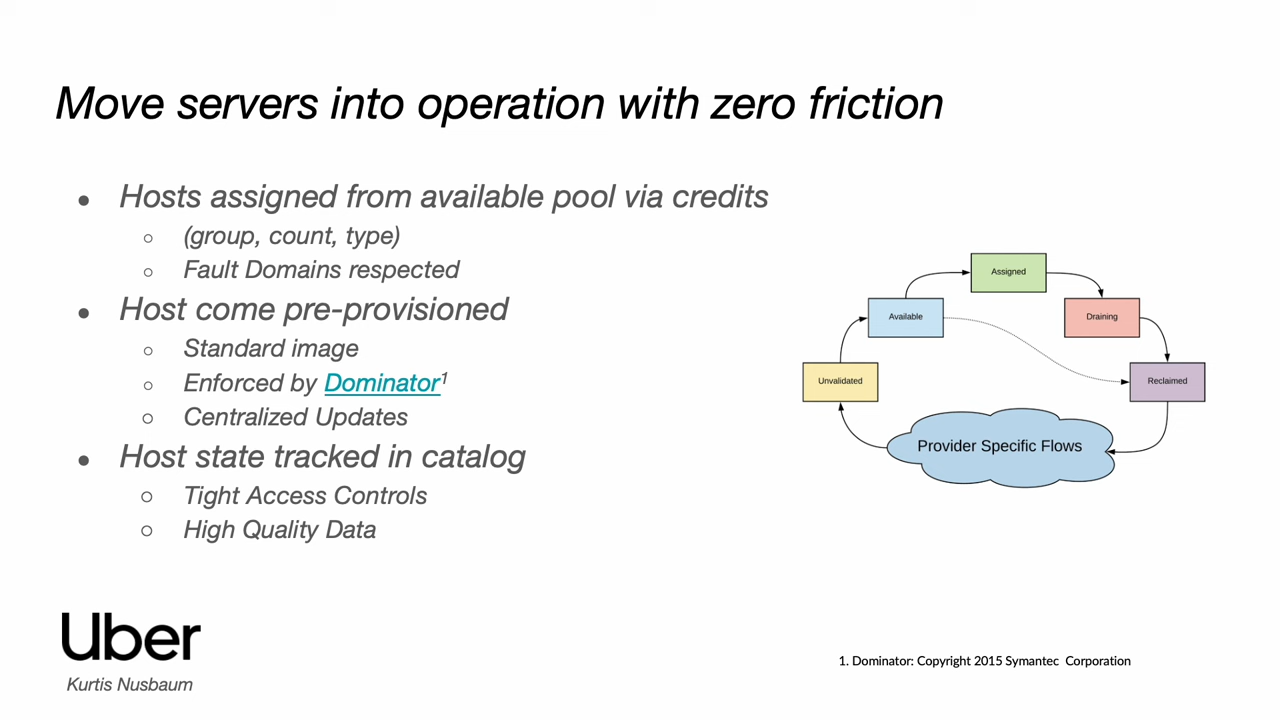 Move servers into operation with zero friction
● Hosts assigned from available pool via credits
○ (group, count, type)
○ Fault Domains respected
● Host come pre-provisioned
○ Standard image
○ Enforced by Dominator¹
○ Centralized Updates
● Host state tracked in catalog
○ Tight Access Controls
○ High Quality Data
Assigned
Available
Draining
Unvalidated
Reclaimed
Provider Specific Flows
Uber
Kurtis Nusbaum
1. Dominator: Copyright 2015 Symantec Corporation